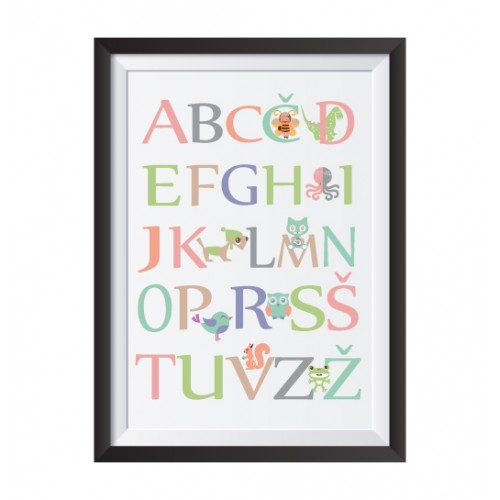 ABCČD
EFGHI
JKLMN
OPRSŠ
TUVZŽ